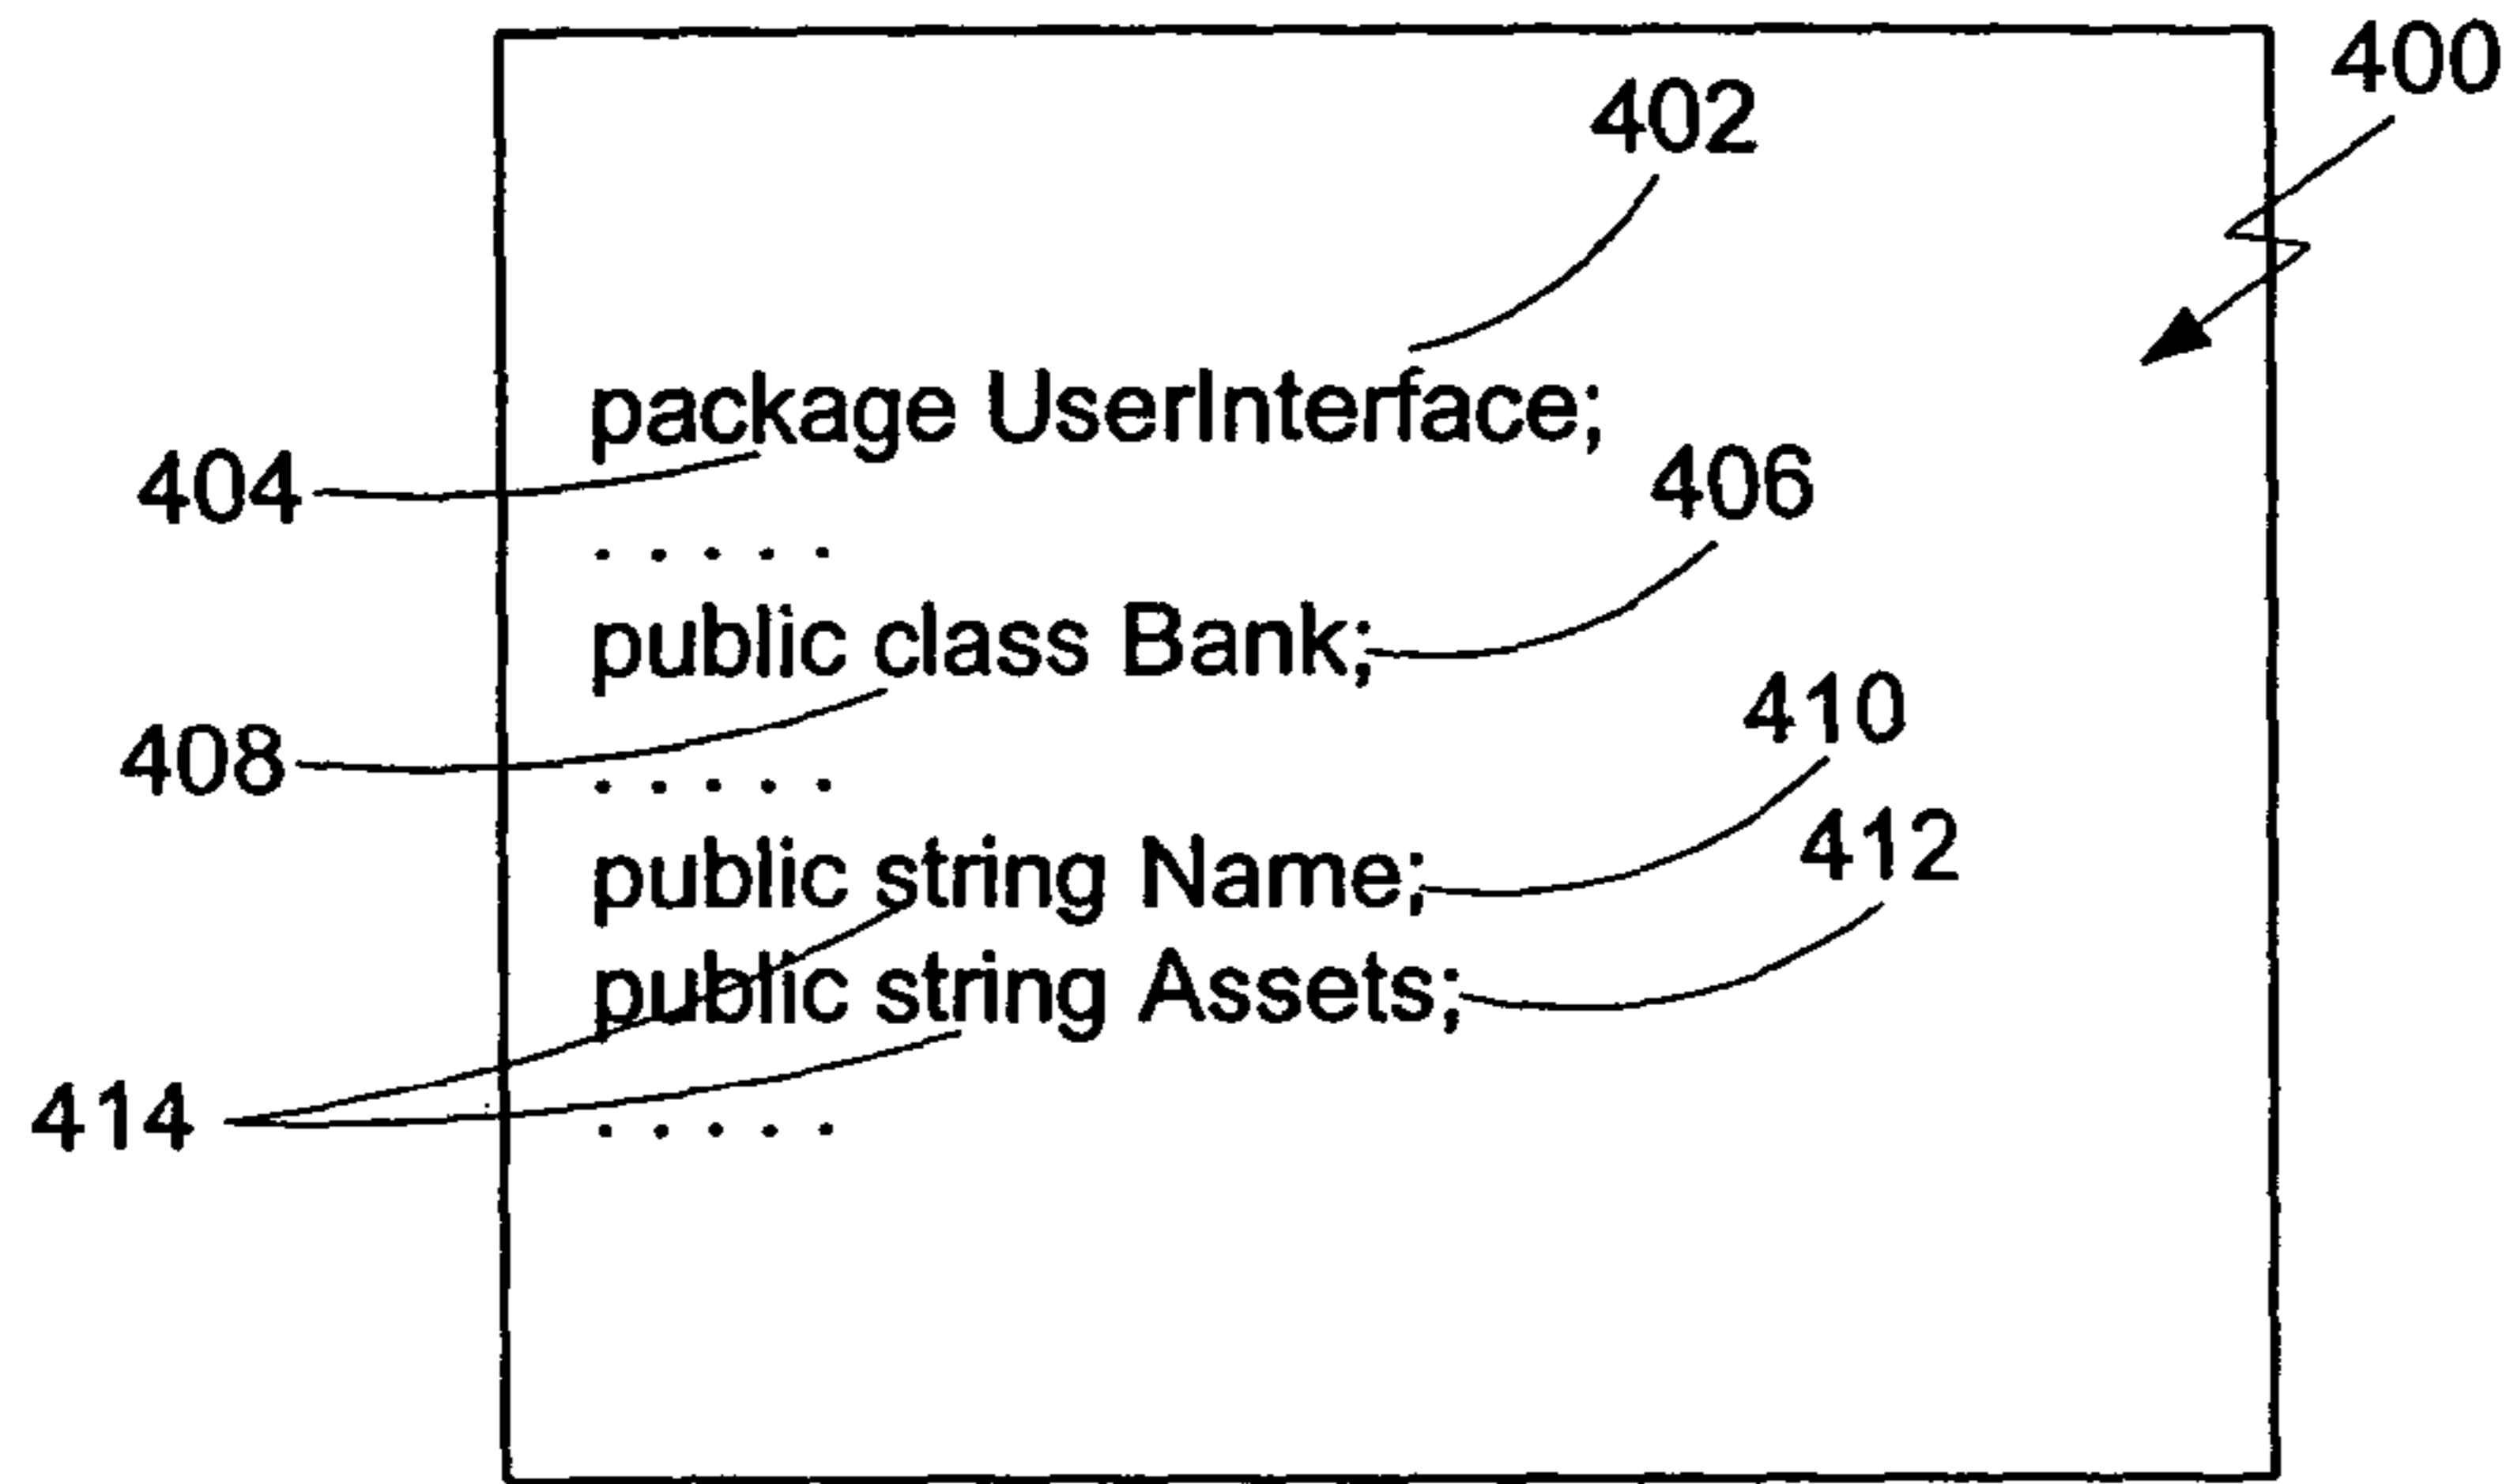 400
402
package UserInterface;
404
406
. . . . .
public class Bank;
408
410
. . . . .
412
public string Name;
public string Assets;
414
. . . . .